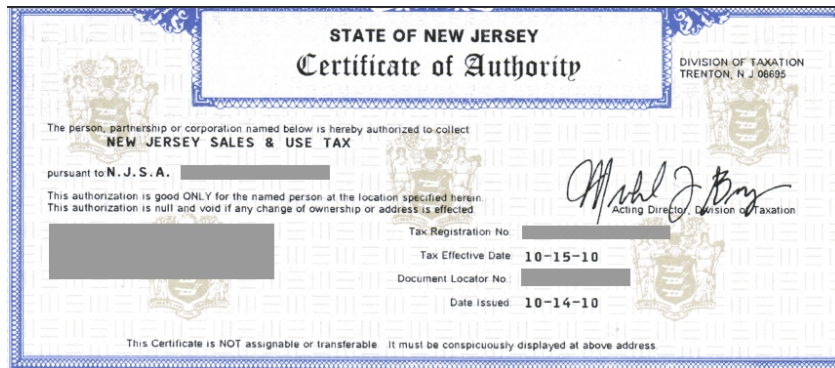 STATE OF NEW JERSEY
Certificate of Authority
DIVISION OF TAXATION
TRENTON, N J 08695
The person, partnership or corporation named below is hereby authorized to collect
NEW JERSEY SALES & USE TAX
pursuant to N.J.S.A.
This authorization is good ONLY for the named person at the location specified herein.
This authorization is null and void if any change of ownership or address is effected.
Acting Director, Division of Taxation
Tax Registration No.
Tax Effective Date: 10-15-10
Document Locator No.
Date Issued: 10-14-10
This Certificate is NOT assignable or transferable. It must be conspicuously displayed at above address.